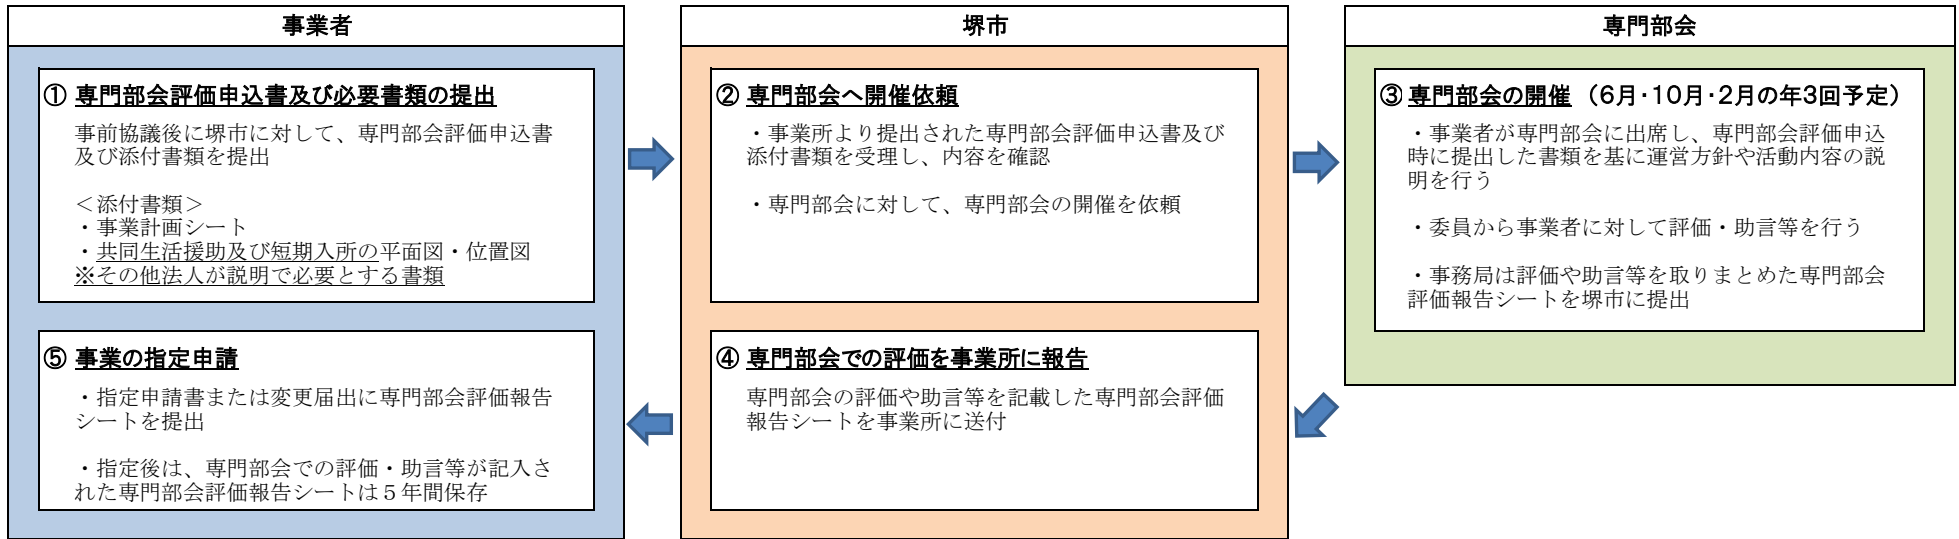 事業者
① 専門部会評価申込書及び必要書類の提出
事前協議後に堺市に対して、専門部会評価申込書
及び添付書類を提出
＜添付書類＞
・事業計画シート
・共同生活援助及び短期入所の平面図・位置図
※その他法人が説明で必要とする書類
⑤ 事業の指定申請
・指定申請書または変更届出に専門部会評価報告
シートを提出
・指定後は、専門部会での評価・助言等が記入さ
れた専門部会評価報告シートは５年間保存
堺市
② 専門部会へ開催依頼
・事業所より提出された専門部会評価申込書及び
添付書類を受理し、内容を確認
・専門部会に対して、専門部会の開催を依頼
④ 専門部会での評価を事業所に報告
専門部会の評価や助言等を記載した専門部会評価
報告シートを事業所に送付
専門部会
③ 専門部会の開催 （6月・10月・2月の年3回予定）
・事業者が専門部会に出席し、専門部会評価申込
時に提出した書類を基に運営方針や活動内容の説
明を行う
・委員から事業者に対して評価・助言等を行う
・事務局は評価や助言等を取りまとめた専門部会
評価報告シートを堺市に提出